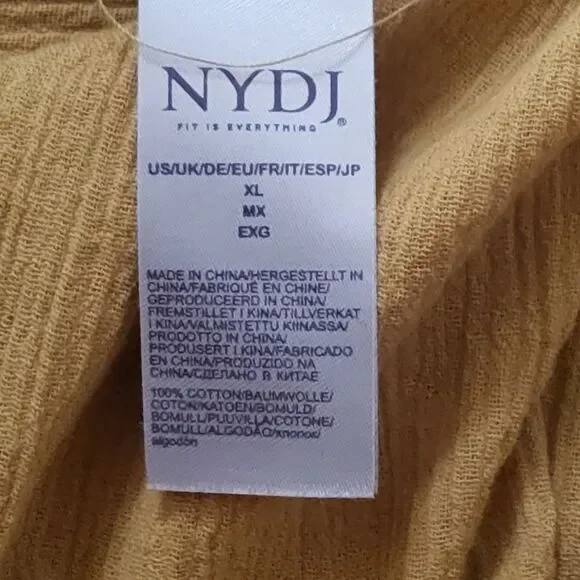 NYDJ®
FIT IS EVERYTHING
US/UK/DE/EU/FR/IT/ESP/JP
XL
MX
EXG
MADE IN CHINA/HERGESTELLT IN
CHINA/FABRIQUÉ EN CHINE/
GEPRODUCEERD IN CHINA/
FREMSTILLET I KINA/TILLVERKAT
I KINA/VALMISTETTU KIINASSA/
PRODOTTO IN CHINA/
PRODUSERT I KINA/FABRICADO
EN CHINA/PRODUZIDO NA
CHINA/СДЕЛАНО В КИТАЕ
100% COTTON/BAUMWOLLE/
COTON/KATOEN/BOMULD/
BOMULL/PUUVILLA/COTONE/
BOMULL/ALGODÃO/хлопок/
algodón